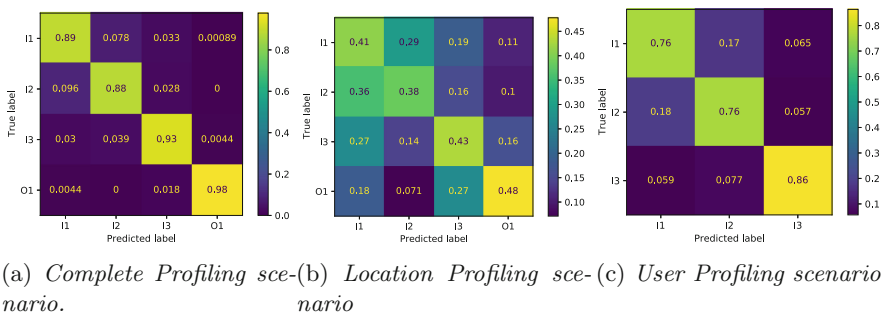 I1 0.89 0.078 0.033 0.00089 0.8
I2 0.096 0.88 0.028 0 0.6
True label
I3 0.03 0.039 0.93 0.0044 0.4
0.2
O1 0.0044 0 0.018 0.98 0.0
I1 I2 I3 O1
Predicted label
I1 0.41 0.29 0.19 0.11 0.45
0.40
I2 0.36 0.38 0.16 0.1 0.35
True label
0.30
I3 0.27 0.14 0.43 0.16 0.25
0.20
0.15
O1 0.18 0.071 0.27 0.48 0.10
I1 I2 I3 O1
Predicted label
0.8
I1 0.76 0.17 0.065 0.7
0.6
0.5
True label
I2 0.18 0.76 0.057 0.4
0.3
0.2
I3 0.059 0.077 0.86 0.1
I1 I2 I3
Predicted label
(a) Complete Profiling sce-
nario.
(b) Location Profiling sce-
nario
(c) User Profiling scenario